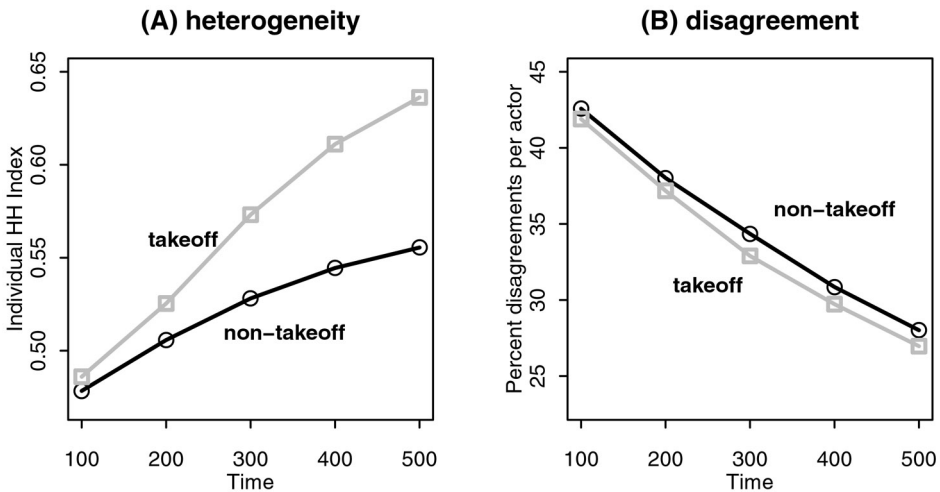 (A) heterogeneity
Individual HH Index
0.65
0.60
0.55
0.50
takeoff
non−takeoff
100 200 300 400 500
Time
(B) disagreement
Percent disagreements per actor
45
40
35
30
25
non−takeoff
takeoff
100 200 300 400 500
Time